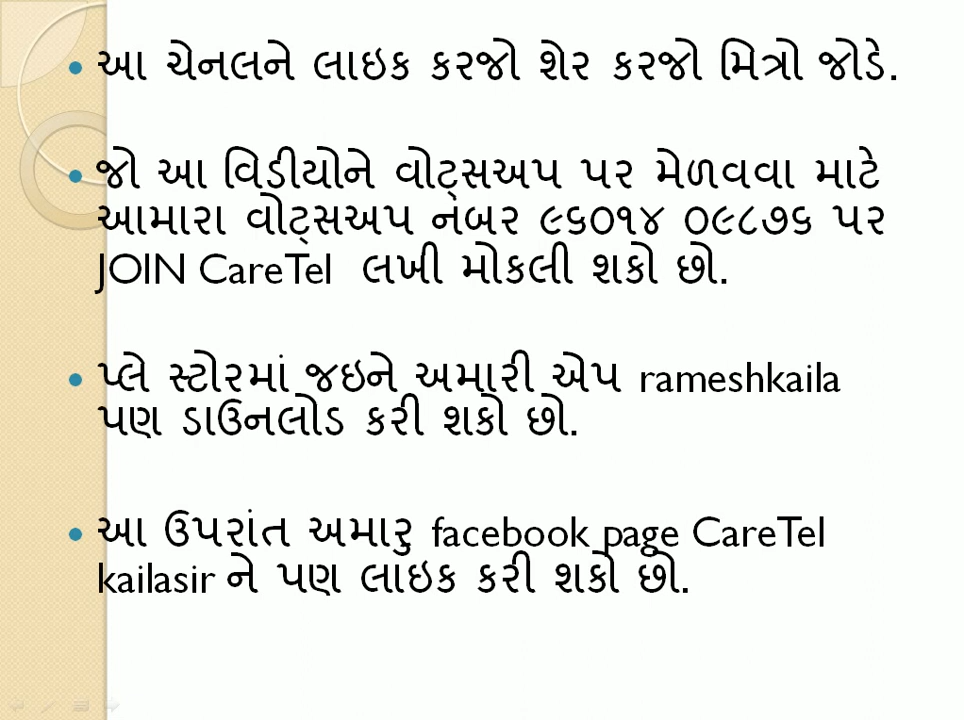 આ ચેનલને લાઇક કરજો શેર કરજો મિત્રો જોડે.
જો આ વિડીયોને વોટ્સઅપ પર મેળવવા માટે
આમારા વોટ્સઅપ નબર ૯૬૦૧૪ ૦૯૮૭૬ પર
JOIN CareTel લખી મોકલી શકો છો.
પ્લે સ્ટોરમાં જઇને અમારી એપ rameshkaila
પણ ડાઉનલોડ કરી શકો છો.
આ ઉપરાંત અમારુ facebook page CareTel
kailasir ને પણ લાઇક કરી શકો છો.